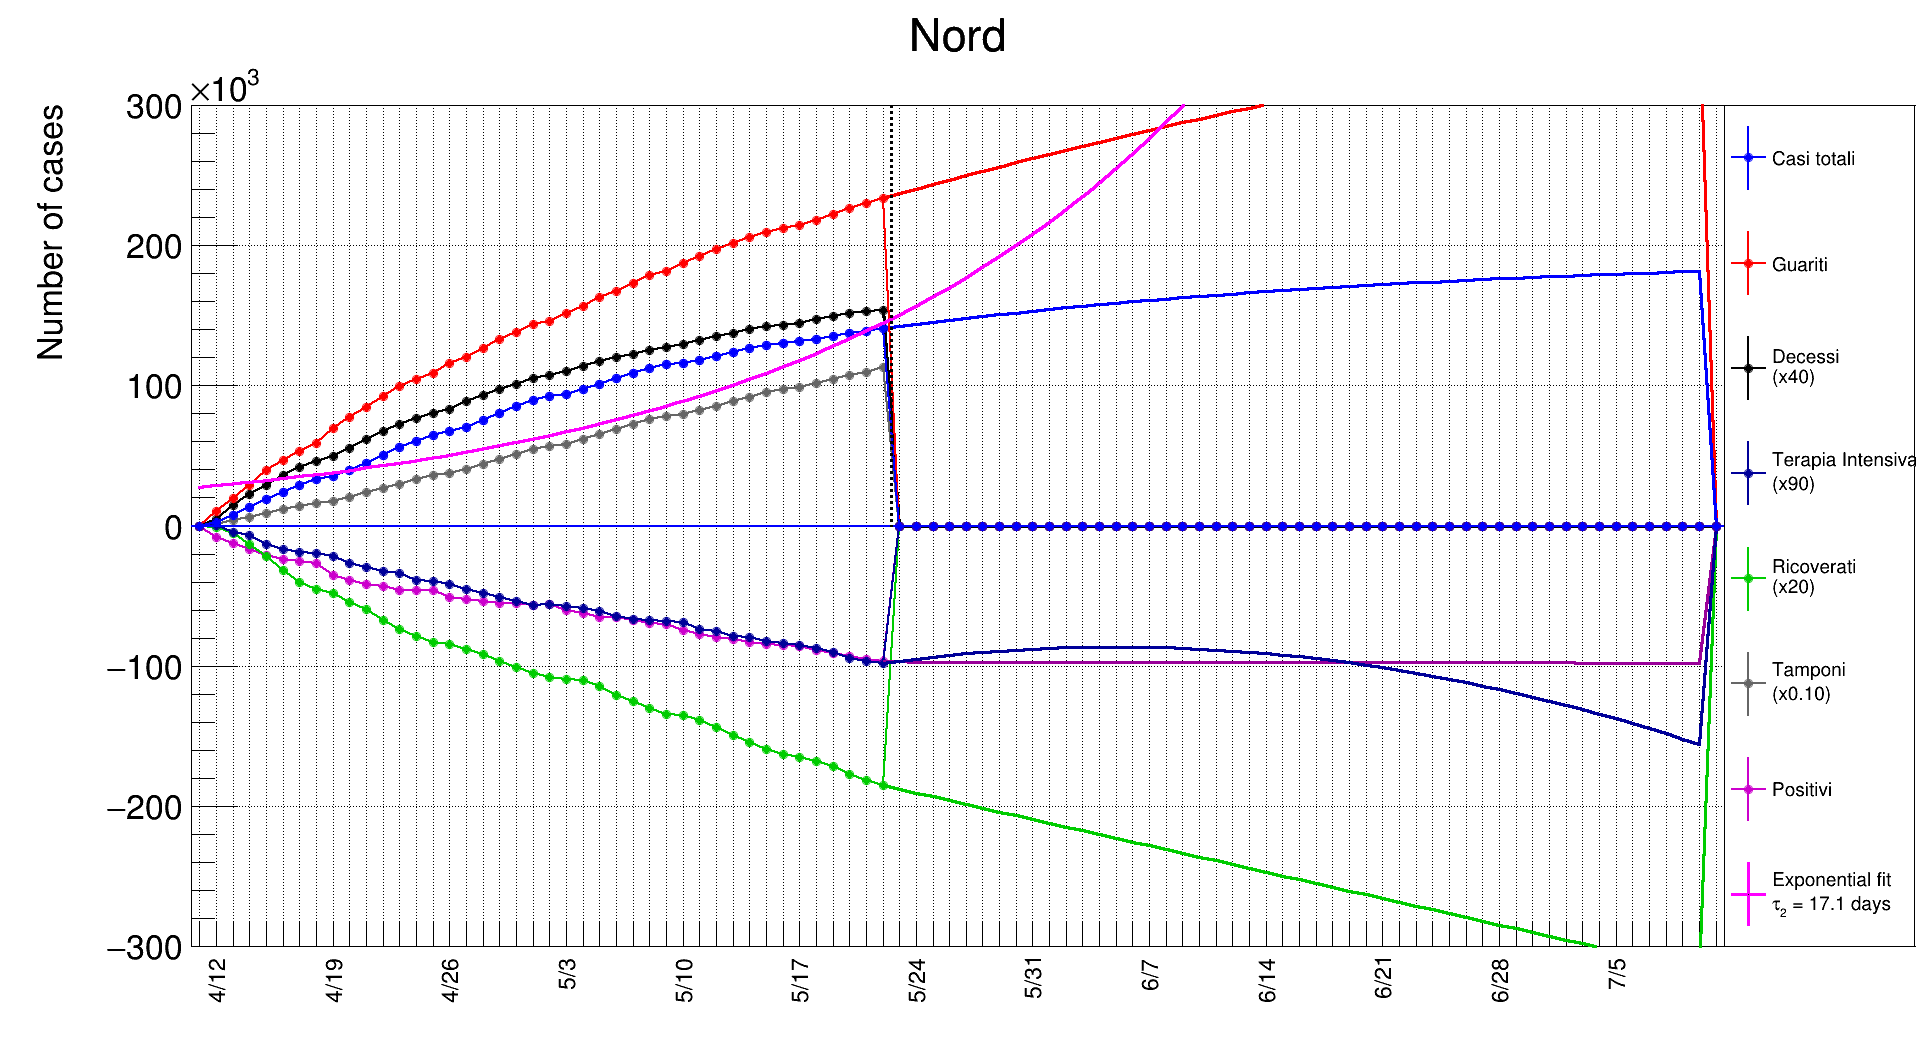 Nord
×10³
Number of cases
300
200
100
0
−100
−200
−300
4/12
4/19
4/26
5/3
5/10
5/17
5/24
5/31
6/7
6/14
6/21
6/28
7/5
Casi totali
Guariti
Decessi
(x40)
Terapia Intensiva
(x90)
Ricoverati
(x20)
Tamponi
(x0.10)
Positivi
Exponential fit
τ₂ = 17.1 days